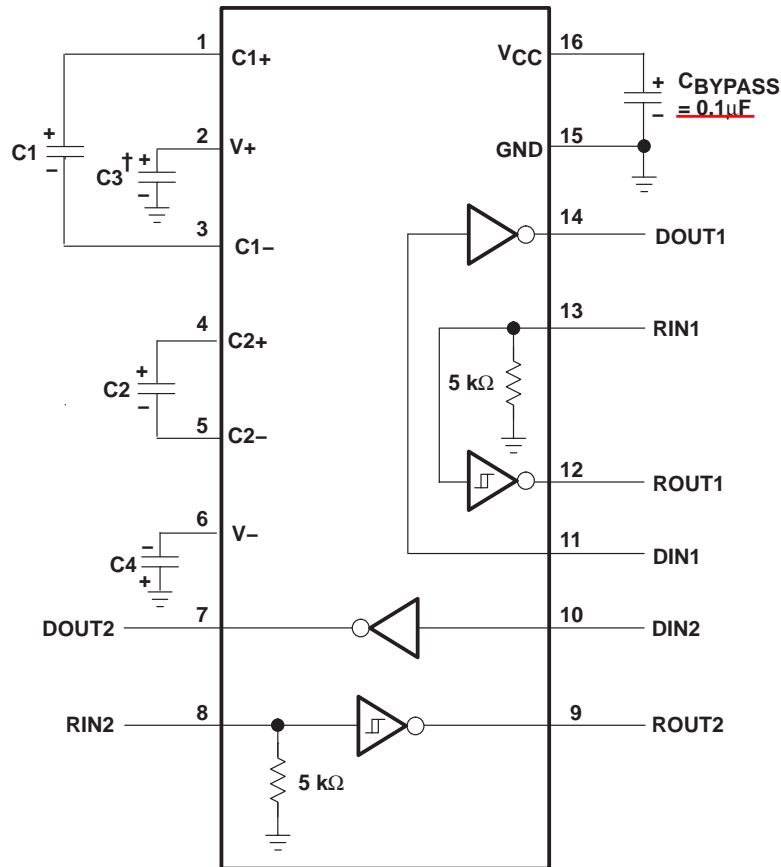 1
C1+
16
VCC
+
CBYPASS
= 0.1μF
–
+
C1
–
2
V+
C3†
+
–
15
GND
3
C1−
14
DOUT1
4
C2+
13
RIN1
+
C2
–
5 kΩ
5
C2−
12
ROUT1
6
V−
–
C4
+
11
DIN1
DOUT2
7
10
DIN2
RIN2
8
9
ROUT2
5 kΩ